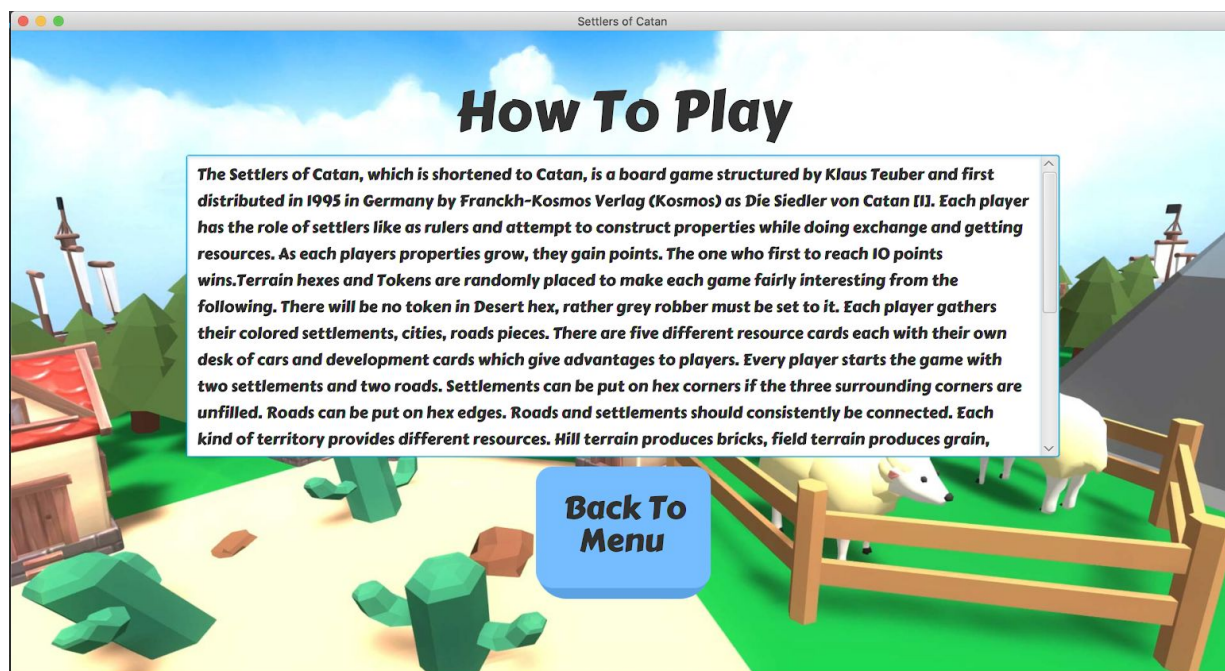 Settlers of Catan
How To Play
The Settlers of Catan, which is shortened to Catan, is a board game structured by Klaus Teuber and first
distributed in 1995 in Germany by Franckh-Kosmos Verlag (Kosmos) as Die Siedler von Catan [1]. Each player
has the role of settlers like as rulers and attempt to construct properties while doing exchange and getting
resources. As each players properties grow, they gain points. The one who first to reach 10 points
wins.Terrain hexes and Tokens are randomly placed to make each game fairly interesting from the
following. There will be no token in Desert hex, rather grey robber must be set to it. Each player gathers
their colored settlements, cities, roads pieces. There are five different resource cards each with their own
desk of cars and development cards which give advantages to players. Every player starts the game with
two settlements and two roads. Settlements can be put on hex corners if the three surrounding corners are
unfilled. Roads can be put on hex edges. Roads and settlements should consistently be connected. Each
kind of territory provides different resources. Hill terrain produces bricks, field terrain produces grain,
Back To
Menu